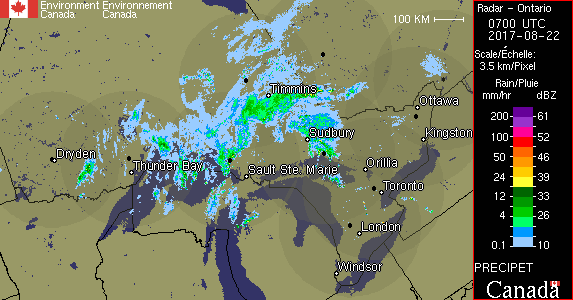 Environment Environnement
Canada Canada
100 KM
Timmins
Ottawa
Sudbury
Kingston
Dryden
Thunder Bay
Sault Ste. Marie
Orillia
Toronto
London
Windsor
Radar - Ontario
0700 UTC
2017-08-22
Scale/Échelle:
3.5 km/Pixel
Rain/Pluie
mm/hr dBZ
200 61
100 52
50 46
24 39
12 33
4 26
0.1 10
PRECIPET
Canada